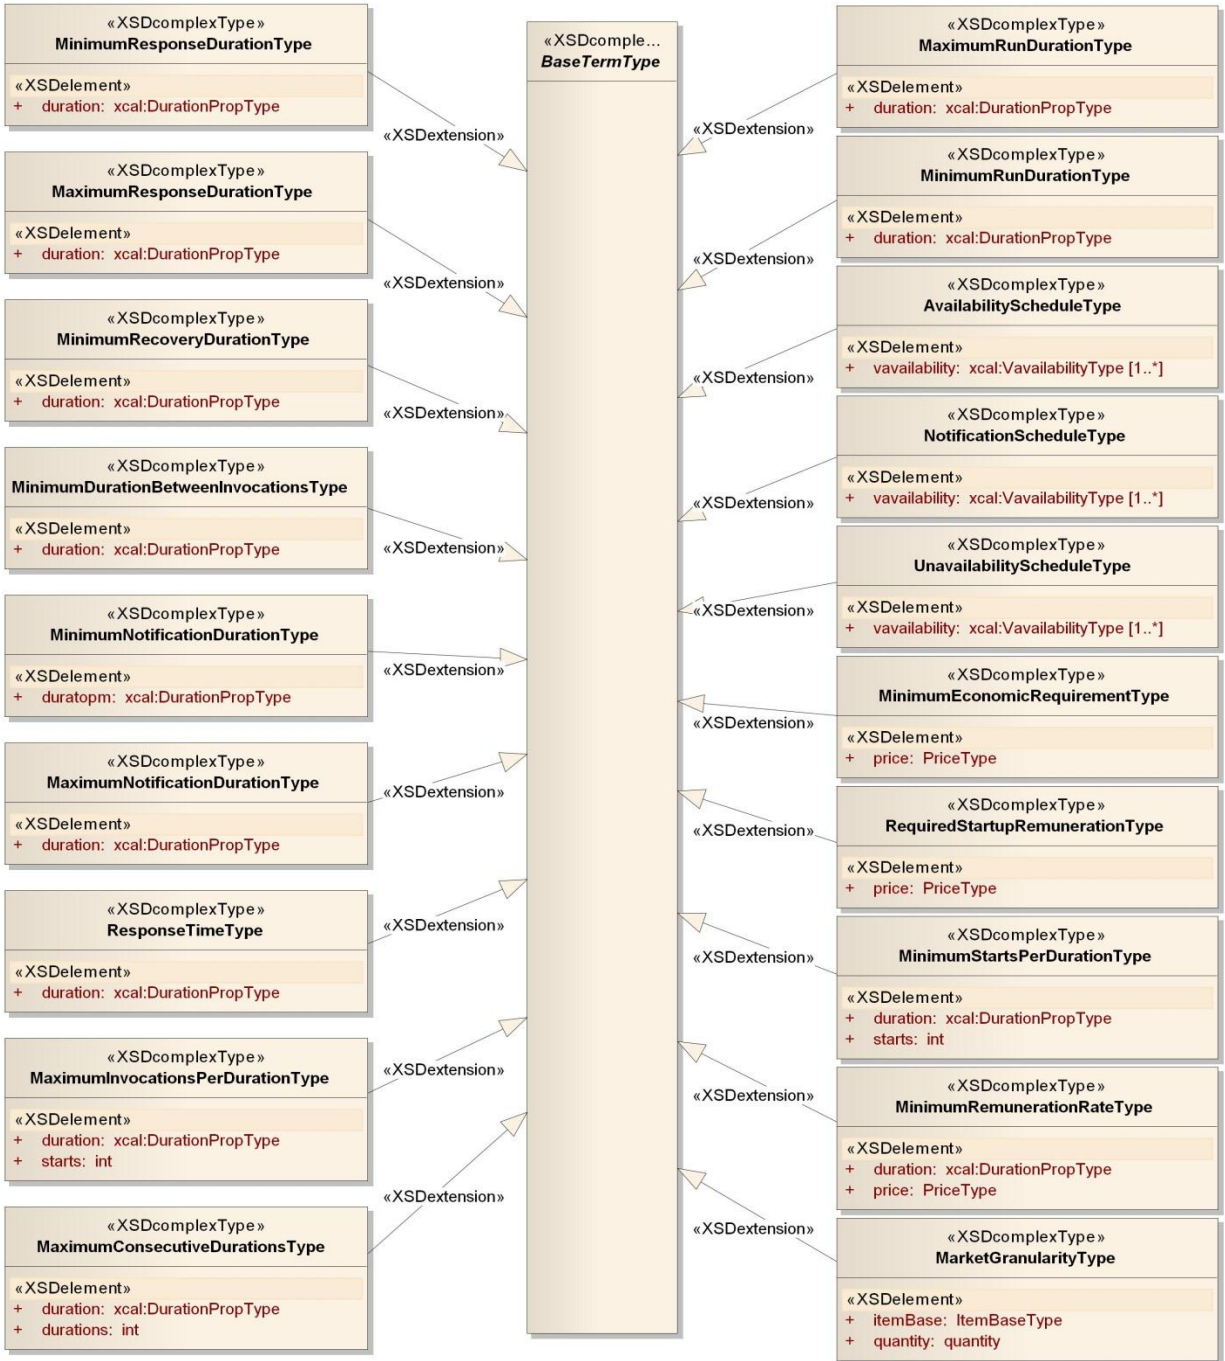 «XSDcomplexType»
MinimumResponseDurationType
«XSDelement»
+ duration: xcal:DurationPropType
«XSDextension»
«XSDcomplexType»
MaximumResponseDurationType
«XSDelement»
+ duration: xcal:DurationPropType
«XSDextension»
«XSDcomplexType»
MinimumRecoveryDurationType
«XSDelement»
+ duration: xcal:DurationPropType
«XSDextension»
«XSDcomplexType»
MinimumDurationBetweenInvocationsType
«XSDelement»
+ duration: xcal:DurationPropType
«XSDextension»
«XSDcomplexType»
MinimumNotificationDurationType
«XSDelement»
+ duratopm: xcal:DurationPropType
«XSDextension»
«XSDcomplexType»
MaximumNotificationDurationType
«XSDelement»
+ duration: xcal:DurationPropType
«XSDextension»
«XSDcomplexType»
ResponseTimeType
«XSDelement»
+ duration: xcal:DurationPropType
«XSDextension»
«XSDcomplexType»
MaximumInvocationsPerDurationType
«XSDelement»
+ duration: xcal:DurationPropType
+ starts: int
«XSDextension»
«XSDcomplexType»
MaximumConsecutiveDurationsType
«XSDelement»
+ duration: xcal:DurationPropType
+ durations: int
«XSDextension»
«XSDcomple...
BaseTermType
«XSDcomplexType»
MaximumRunDurationType
«XSDelement»
+ duration: xcal:DurationPropType
«XSDextension»
«XSDcomplexType»
MinimumRunDurationType
«XSDelement»
+ duration: xcal:DurationPropType
«XSDextension»
«XSDcomplexType»
AvailabilityScheduleType
«XSDelement»
+ vavailability: xcal:VavailabilityType [1..*]
«XSDextension»
«XSDcomplexType»
NotificationScheduleType
«XSDelement»
+ vavailability: xcal:VavailabilityType [1..*]
«XSDextension»
«XSDcomplexType»
UnavailabilityScheduleType
«XSDelement»
+ vavailability: xcal:VavailabilityType [1..*]
«XSDextension»
«XSDcomplexType»
MinimumEconomicRequirementType
«XSDelement»
+ price: PriceType
«XSDextension»
«XSDcomplexType»
RequiredStartupRemunerationType
«XSDelement»
+ price: PriceType
«XSDextension»
«XSDcomplexType»
MinimumStartsPerDurationType
«XSDelement»
+ duration: xcal:DurationPropType
+ starts: int
«XSDextension»
«XSDcomplexType»
MinimumRemunerationRateType
«XSDelement»
+ duration: xcal:DurationPropType
+ price: PriceType
«XSDextension»
«XSDcomplexType»
MarketGranularityType
«XSDelement»
+ itemBase: ItemBaseType
+ quantity: quantity
«XSDextension»